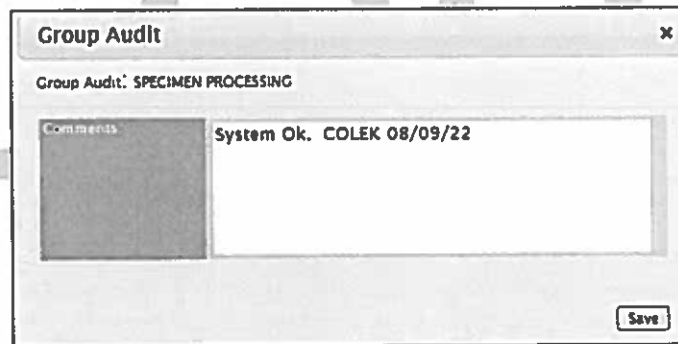 Group Audit ×
Group Audit: SPECIMEN PROCESSING
Comments
System Ok. COLEK 08/09/22
Save